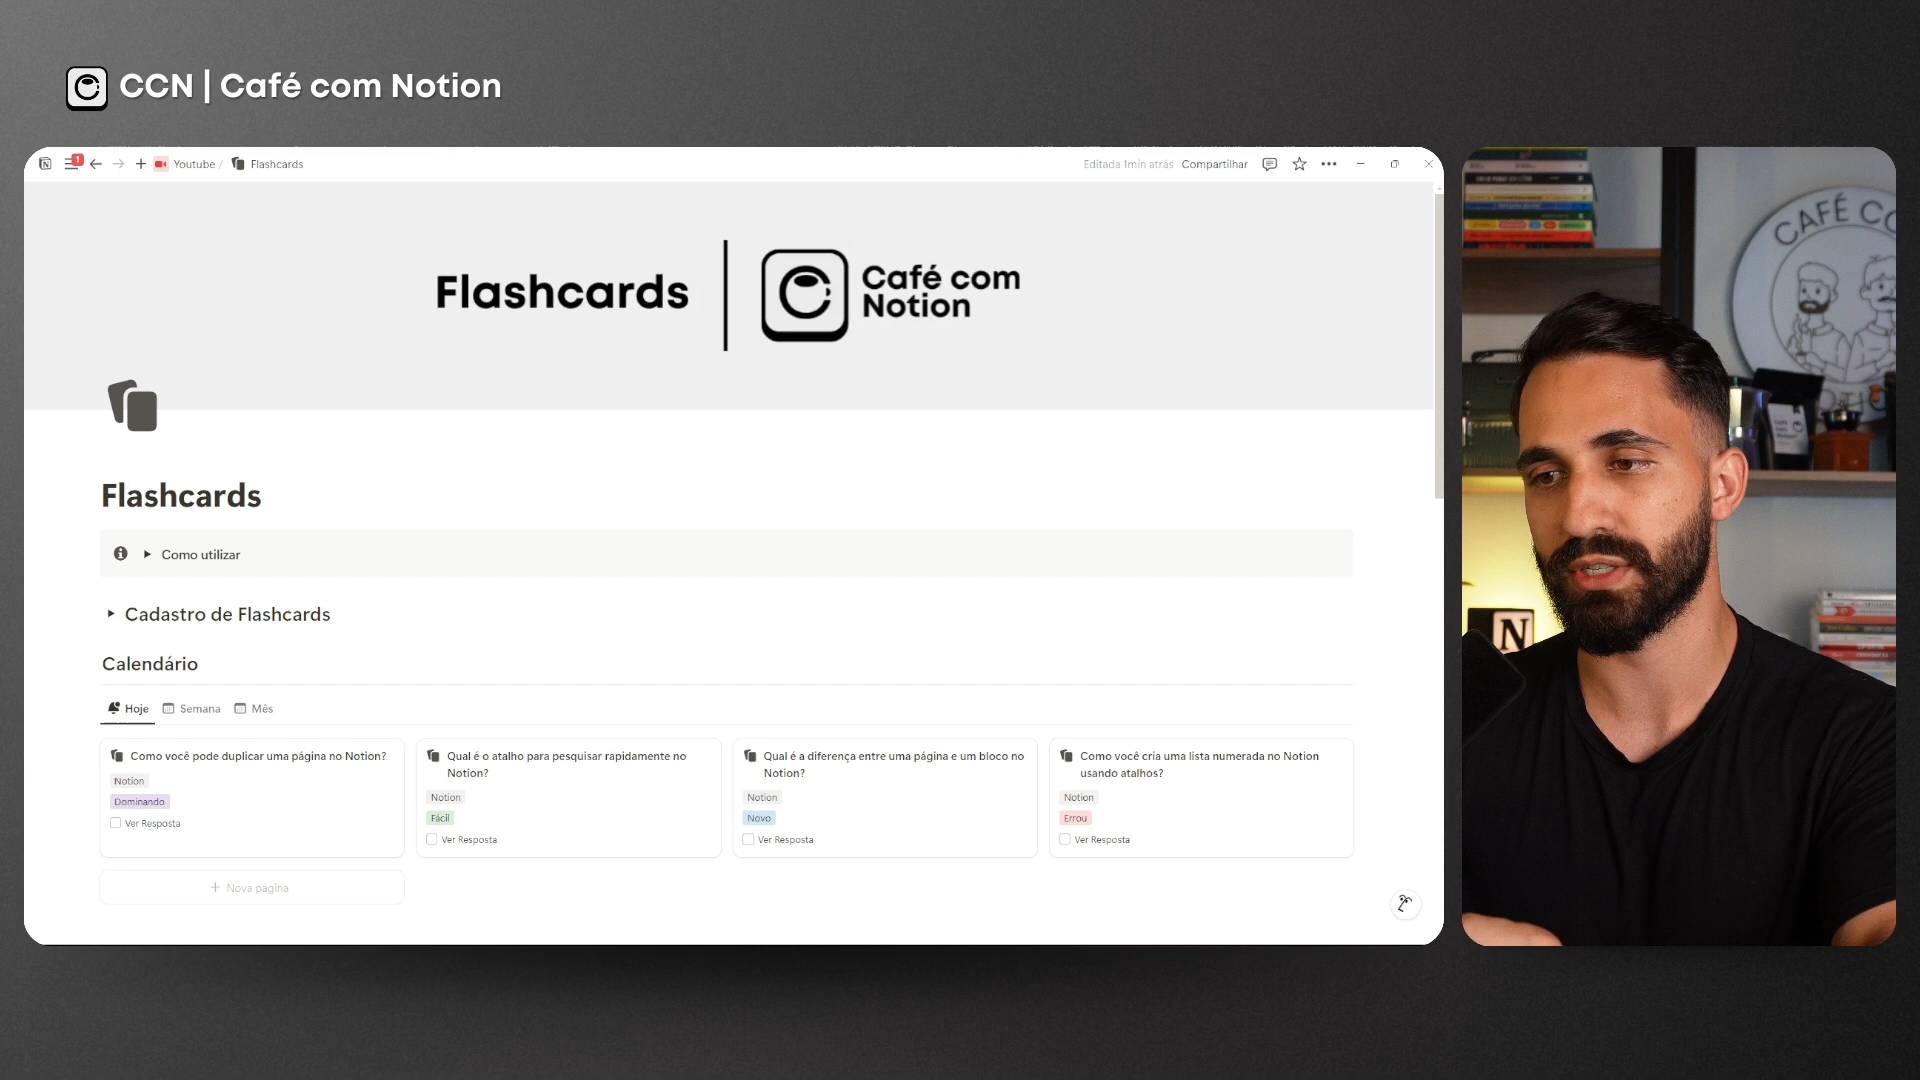 CCN | Café com Notion
1
Youtube / Flashcards
Editada 1min atrás Compartilhar
Flashcards
Café com
Notion
CAFÉ CO
Flashcards
Como utilizar
Cadastro de Flashcards
N
Calendário
Hoje Semana Mês
Como você pode duplicar uma página no Notion?
Notion
Dominando
Ver Resposta
Qual é o atalho para pesquisar rapidamente no
Notion?
Notion
Fácil
Ver Resposta
Qual é a diferença entre uma página e um bloco no
Notion?
Notion
Novo
Ver Resposta
Como você cria uma lista numerada no Notion
usando atalhos?
Notion
Errou
Ver Resposta
+ Nova página